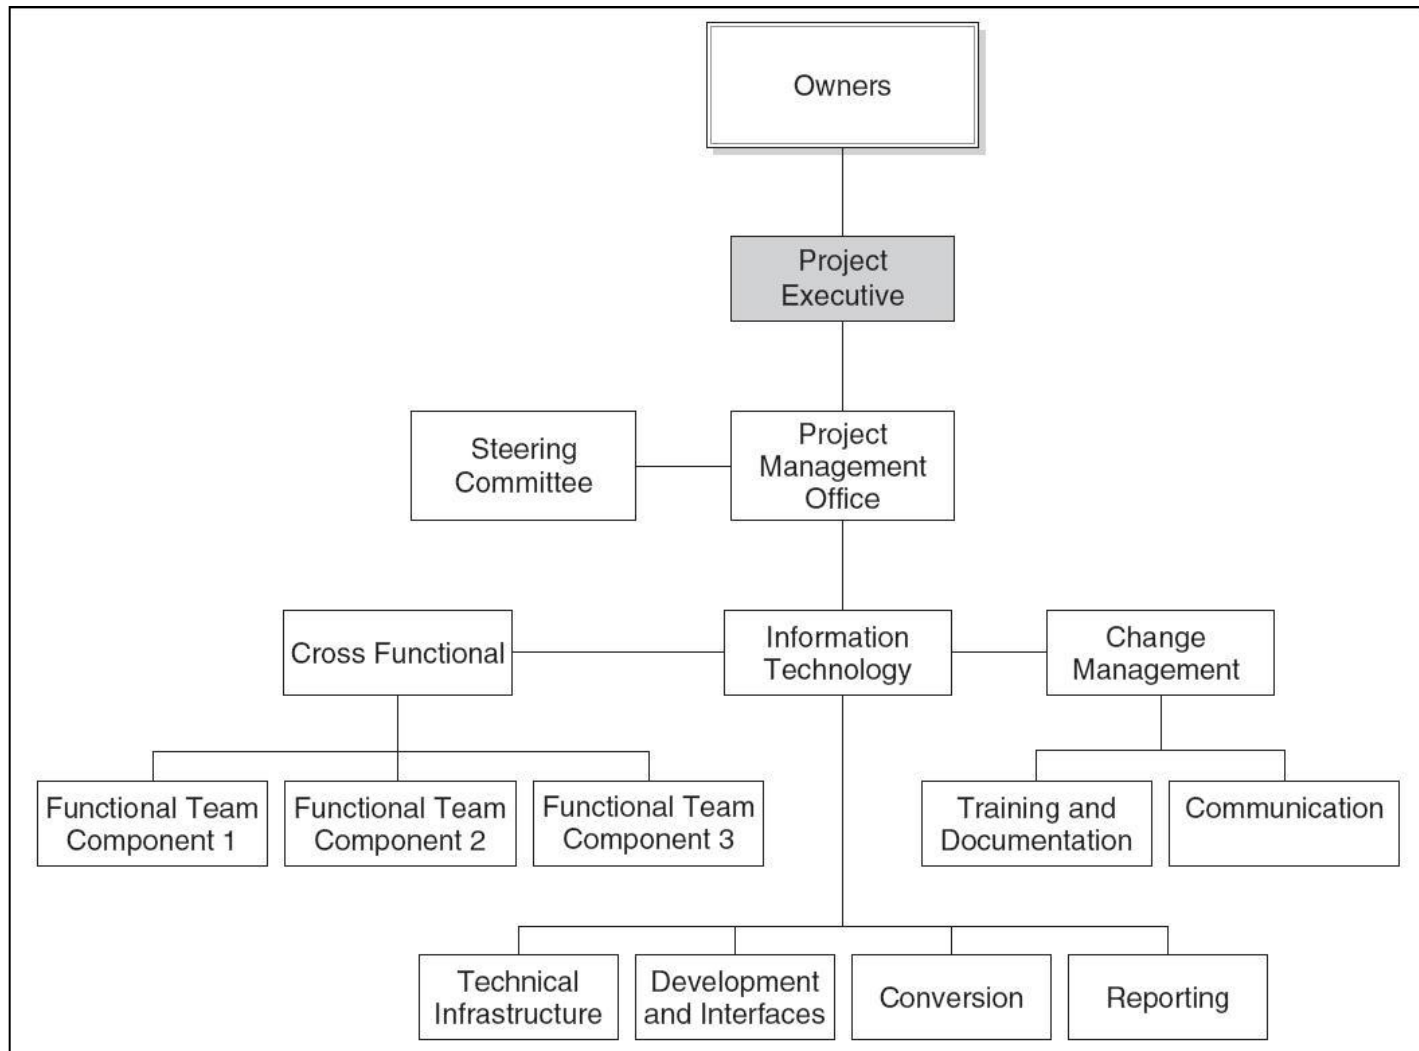 Owners
Project
Executive
Steering
Committee
Project
Management
Office
Cross Functional
Information
Technology
Change
Management
Functional Team
Component 1
Functional Team
Component 2
Functional Team
Component 3
Training and
Documentation
Communication
Technical
Infrastructure
Development
and Interfaces
Conversion
Reporting